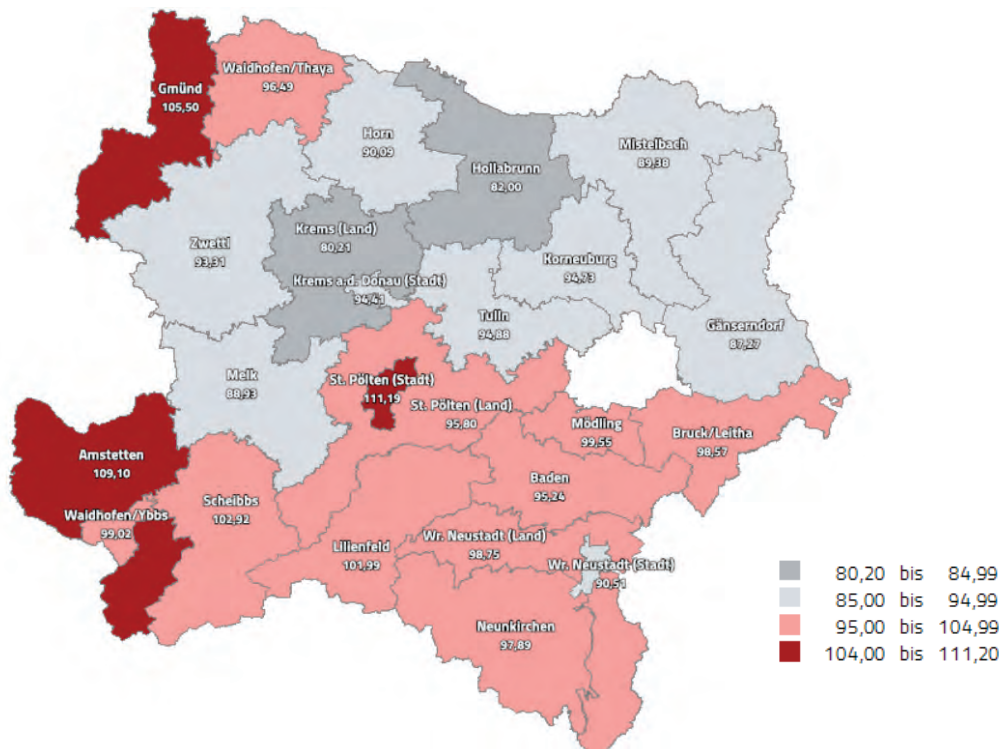 Gmünd
105,50
Waidhofen/Thaya
96,49
Horn
90,09
Hollabrunn
82,00
Mistelbach
89,38
Zwettl
93,31
Krems (Land)
80,21
Krems a.d. Donau (Stadt)
94,41
Korneuburg
94,73
Tulln
94,88
Gänserndorf
87,27
Melk
88,93
St. Pölten (Stadt)
111,19
St. Pölten (Land)
95,80
Mödling
99,55
Bruck/Leitha
98,57
Amstetten
109,10
Baden
95,24
Waidhofen/Ybbs
99,02
Scheibbs
102,92
Lilienfeld
101,99
Wr. Neustadt (Land)
98,75
Wr. Neustadt (Stadt)
90,51
Neunkirchen
97,89
80,20 bis 84,99
85,00 bis 94,99
95,00 bis 104,99
104,00 bis 111,20